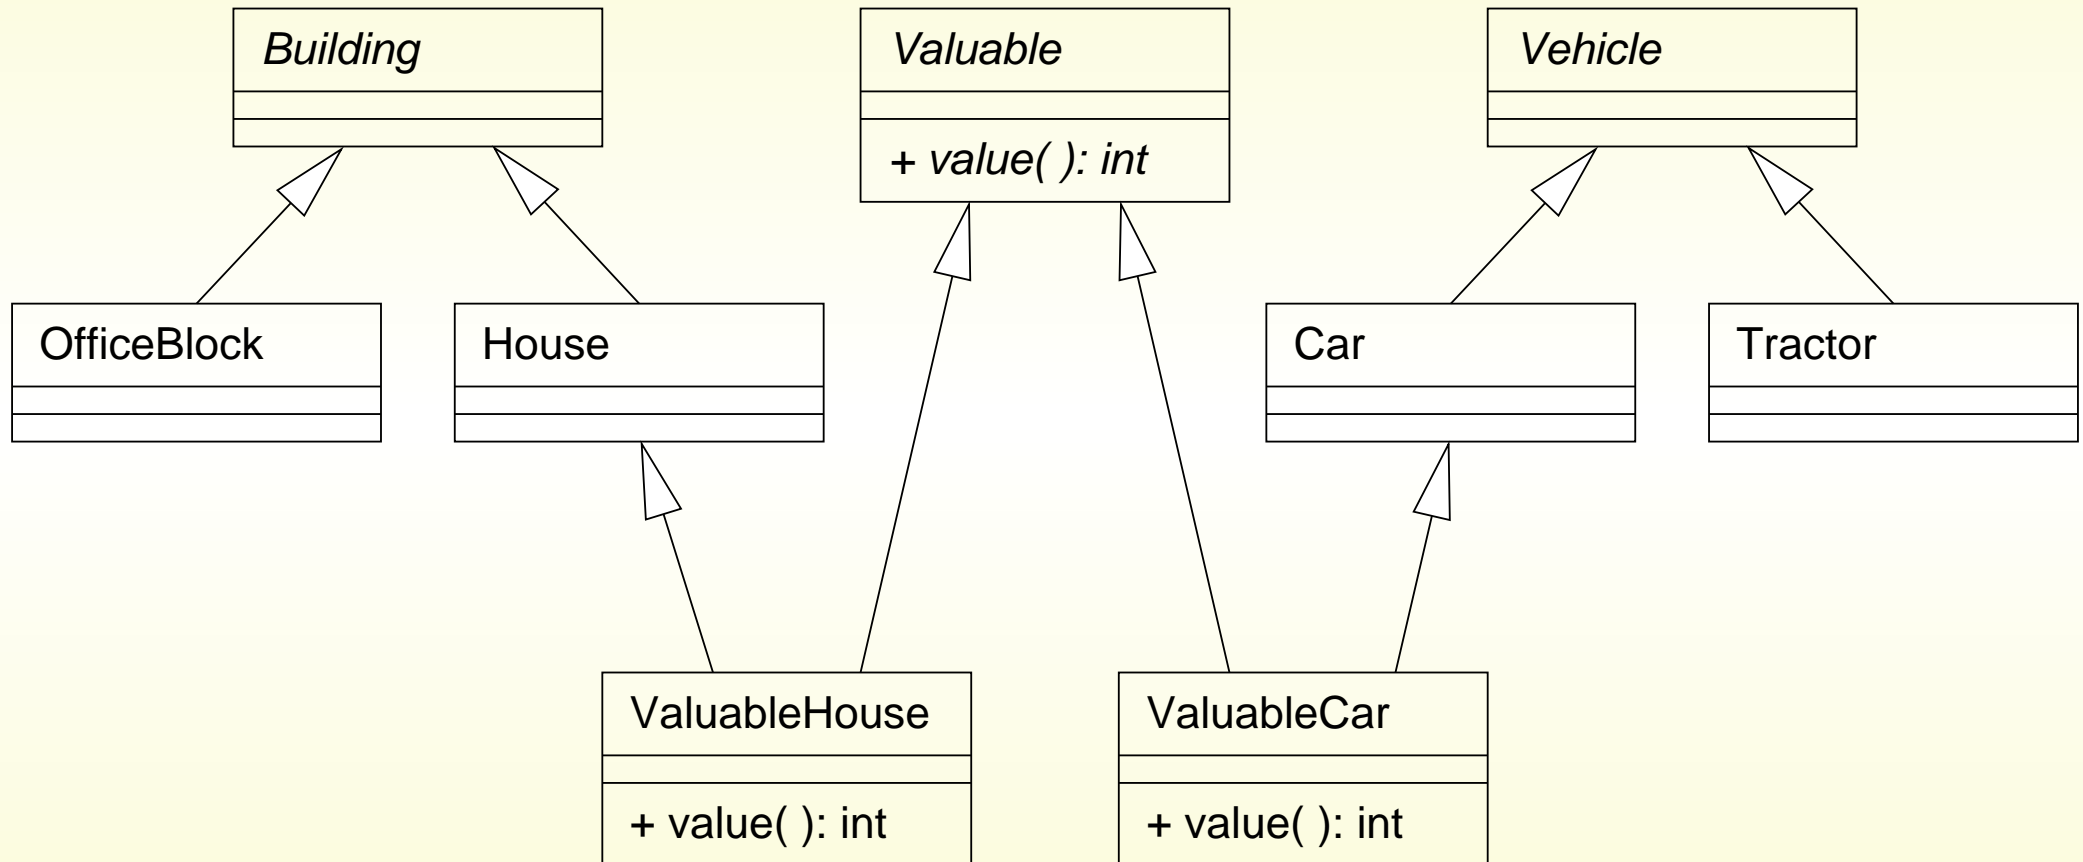 Building
Valuable
Vehicle
+ value( ): int
OfficeBlock
House
Car
Tractor
ValuableHouse
ValuableCar
+ value( ): int
+ value( ): int